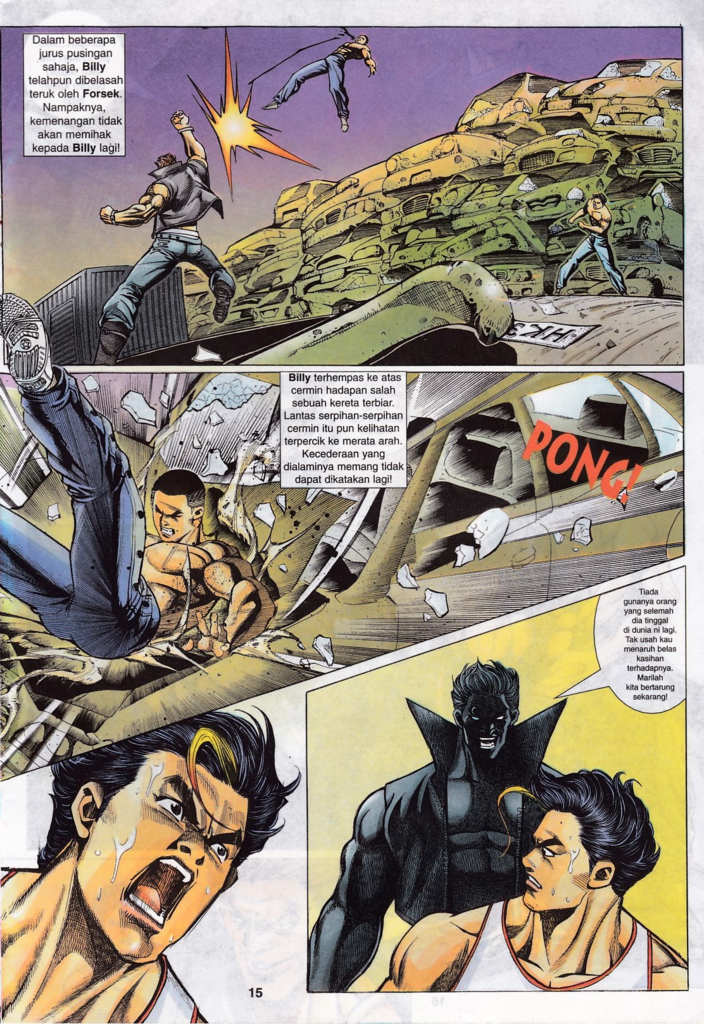 Dalam beberapa
jurus pusingan
sahaja, Billy
telahpun dibelasah
teruk oleh Forsek.
Nampaknya,
kemenangan tidak
akan memihak
kepada Billy lagi!
HK
Billy terhempas ke atas
cermin hadapan
sebuah kereta terbiar.
Lantas serpihan-serpihan
cermin itu pun kelihatan
terpercik ke merata arah.
Kecederaan yang
dialaminya memang tidak
dapat dikatakan lagi!
PONG!
Tiada
gunanya orang
yang selemah
dia tinggal
di dunia ni lagi.
Tak usah kau
menaruh belas
kasihan
terhadapnya.
Marilah
kita bertarung
sekarang!
15